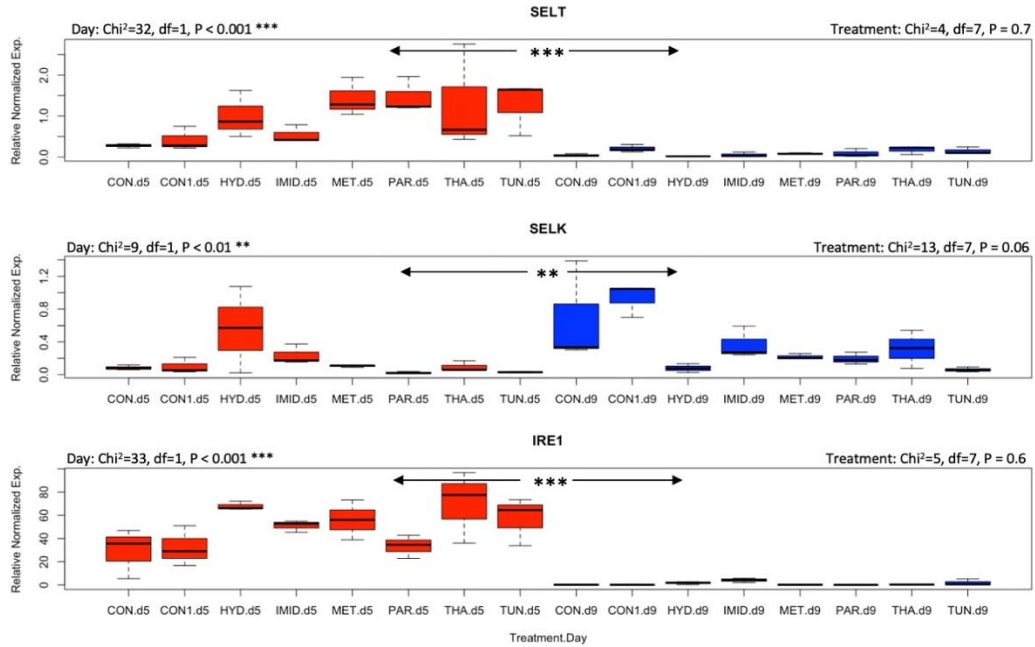 SELT
Day: Chi²=32, df=1, P < 0.001 ***
Treatment: Chi²=4, df=7, P = 0.7
***
Relative Normalized Exp.
2.0
1.0
0.0
CON.d5 CON1.d5 HYD.d5 IMID.d5 MET.d5 PAR.d5 THA.d5 TUN.d5 CON.d9 CON1.d9 HYD.d9 IMID.d9 MET.d9 PAR.d9 THA.d9 TUN.d9
SELK
Day: Chi²=9, df=1, P < 0.01 **
Treatment: Chi²=13, df=7, P = 0.06
**
Relative Normalized Exp.
1.2
0.8
0.4
0.0
CON.d5 CON1.d5 HYD.d5 IMID.d5 MET.d5 PAR.d5 THA.d5 TUN.d5 CON.d9 CON1.d9 HYD.d9 IMID.d9 MET.d9 PAR.d9 THA.d9 TUN.d9
IRE1
Day: Chi²=33, df=1, P < 0.001 ***
Treatment: Chi²=5, df=7, P = 0.6
***
Relative Normalized Exp.
80
60
40
20
0
CON.d5 CON1.d5 HYD.d5 IMID.d5 MET.d5 PAR.d5 THA.d5 TUN.d5 CON.d9 CON1.d9 HYD.d9 IMID.d9 MET.d9 PAR.d9 THA.d9 TUN.d9
Treatment.Day